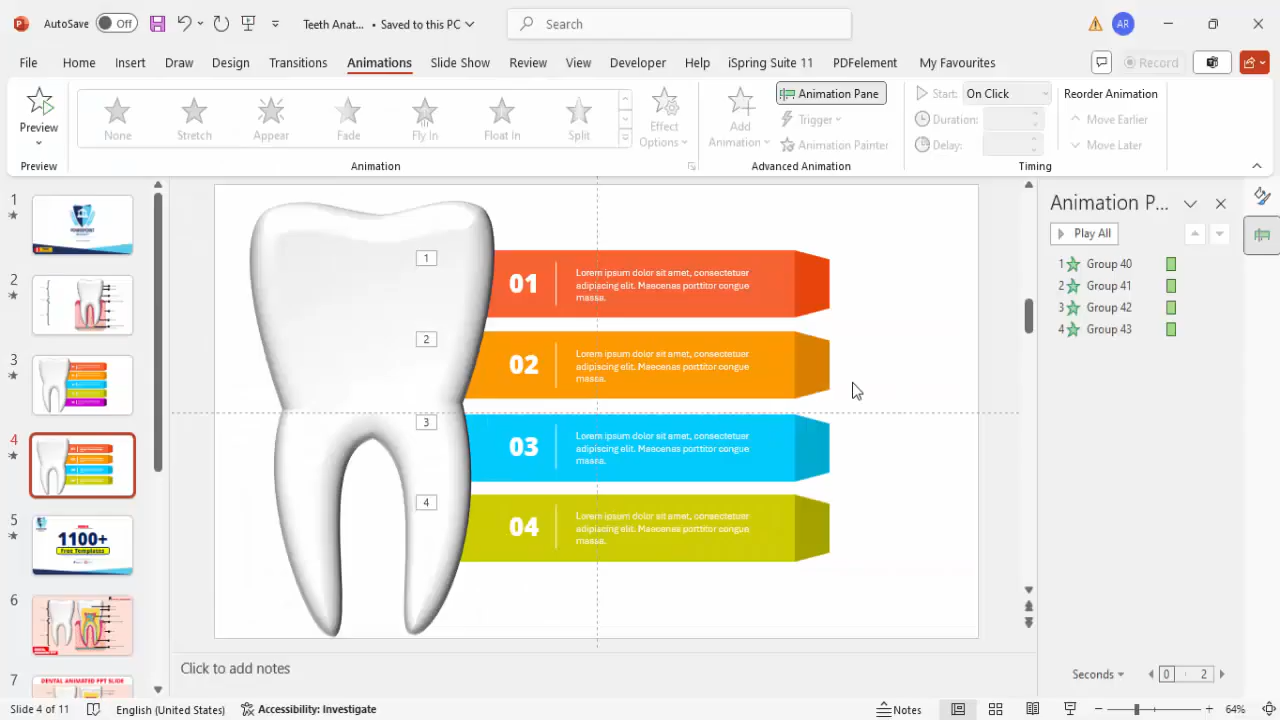 AutoSave Off Teeth Anat... • Saved to this PC Search AR
File Home Insert Draw Design Transitions Animations Slide Show Review View Developer Help iSpring Suite 11 PDFelement My Favourites Record
Preview
None Stretch Appear Fade Fly In Float In Split
Effect Options
Add Animation
Animation Pane
Trigger
Animation Painter
Start: On Click
Duration:
Delay:
Reorder Animation
Move Earlier
Move Later
Preview Animation Advanced Animation Timing
1
2
3
4
5
1100+
Free Templates
6
7
DENTAL ANIMATED PPT SLIDE
1
01
Lorem ipsum dolor sit amet, consectetuer
adipiscing elit. Maecenas porttitor congue
massa.
2
02
Lorem ipsum dolor sit amet, consectetuer
adipiscing elit. Maecenas porttitor congue
massa.
3
03
Lorem ipsum dolor sit amet, consectetuer
adipiscing elit. Maecenas porttitor congue
massa.
4
04
Lorem ipsum dolor sit amet, consectetuer
adipiscing elit. Maecenas porttitor congue
massa.
Animation P...
Play All
1 Group 40
2 Group 41
3 Group 42
4 Group 43
Seconds 0 2
Click to add notes
Slide 4 of 11 English (United States) Accessibility: Investigate Notes 64%